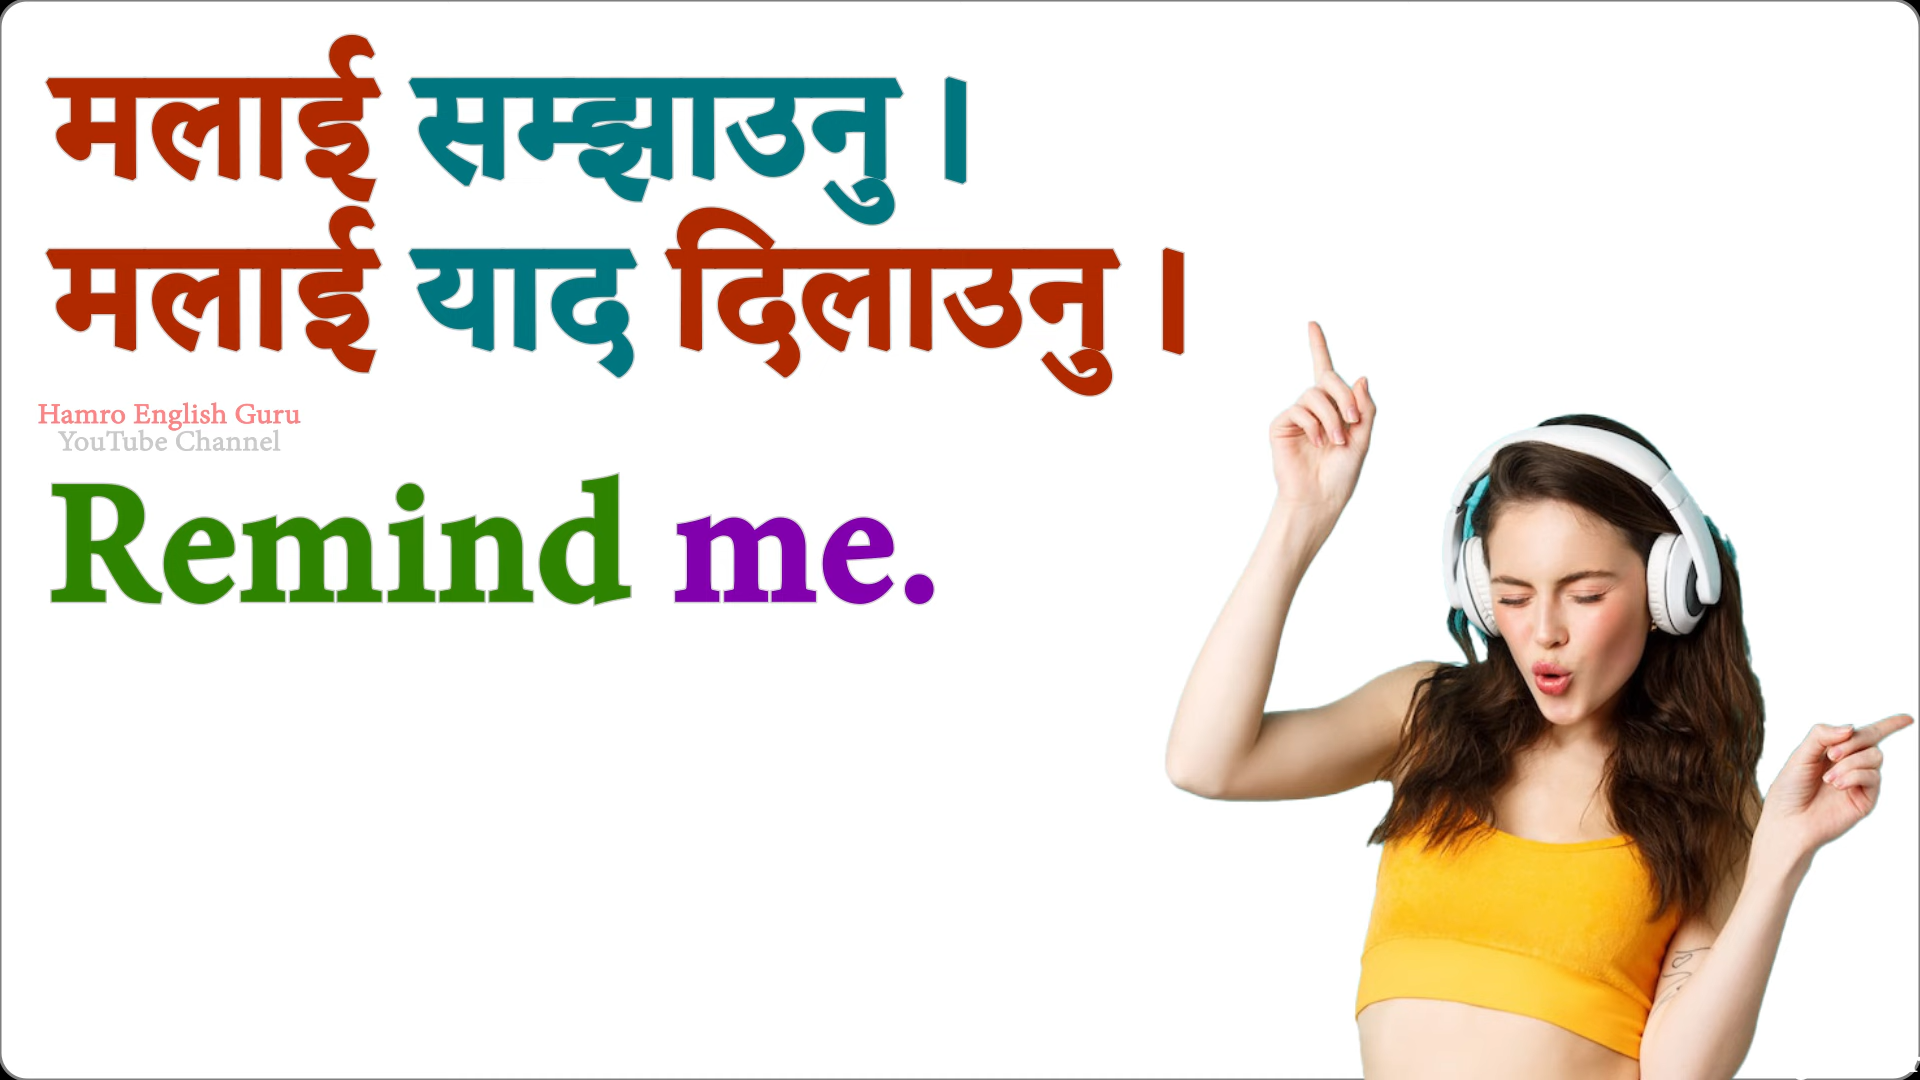 मलाई सम्झाउनु ।
मलाई याद दिलाउनु ।
Hamro English Guru
YouTube Channel
Remind me.